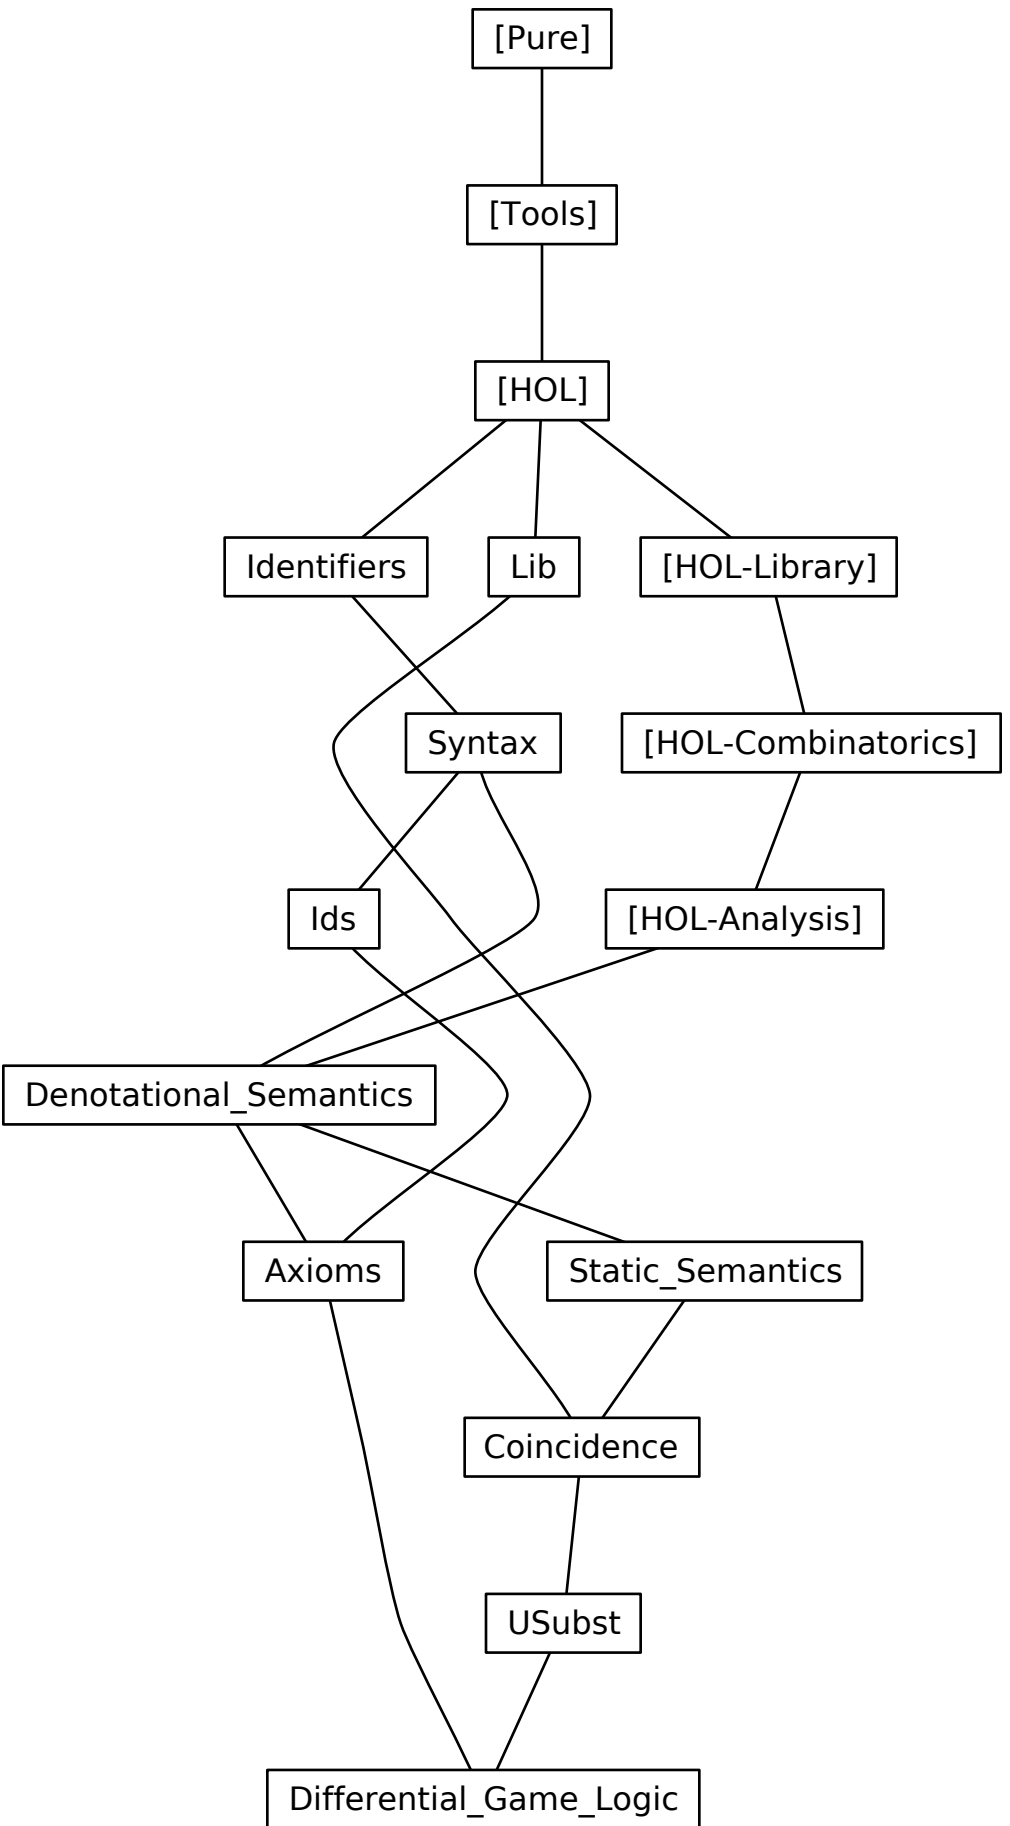 [Pure]
[Tools]
[HOL]
Identifiers
Lib
[HOL-Library]
Syntax
[HOL-Combinatorics]
Ids
[HOL-Analysis]
Denotational_Semantics
Axioms
Static_Semantics
Coincidence
USubst
Differential_Game_Logic